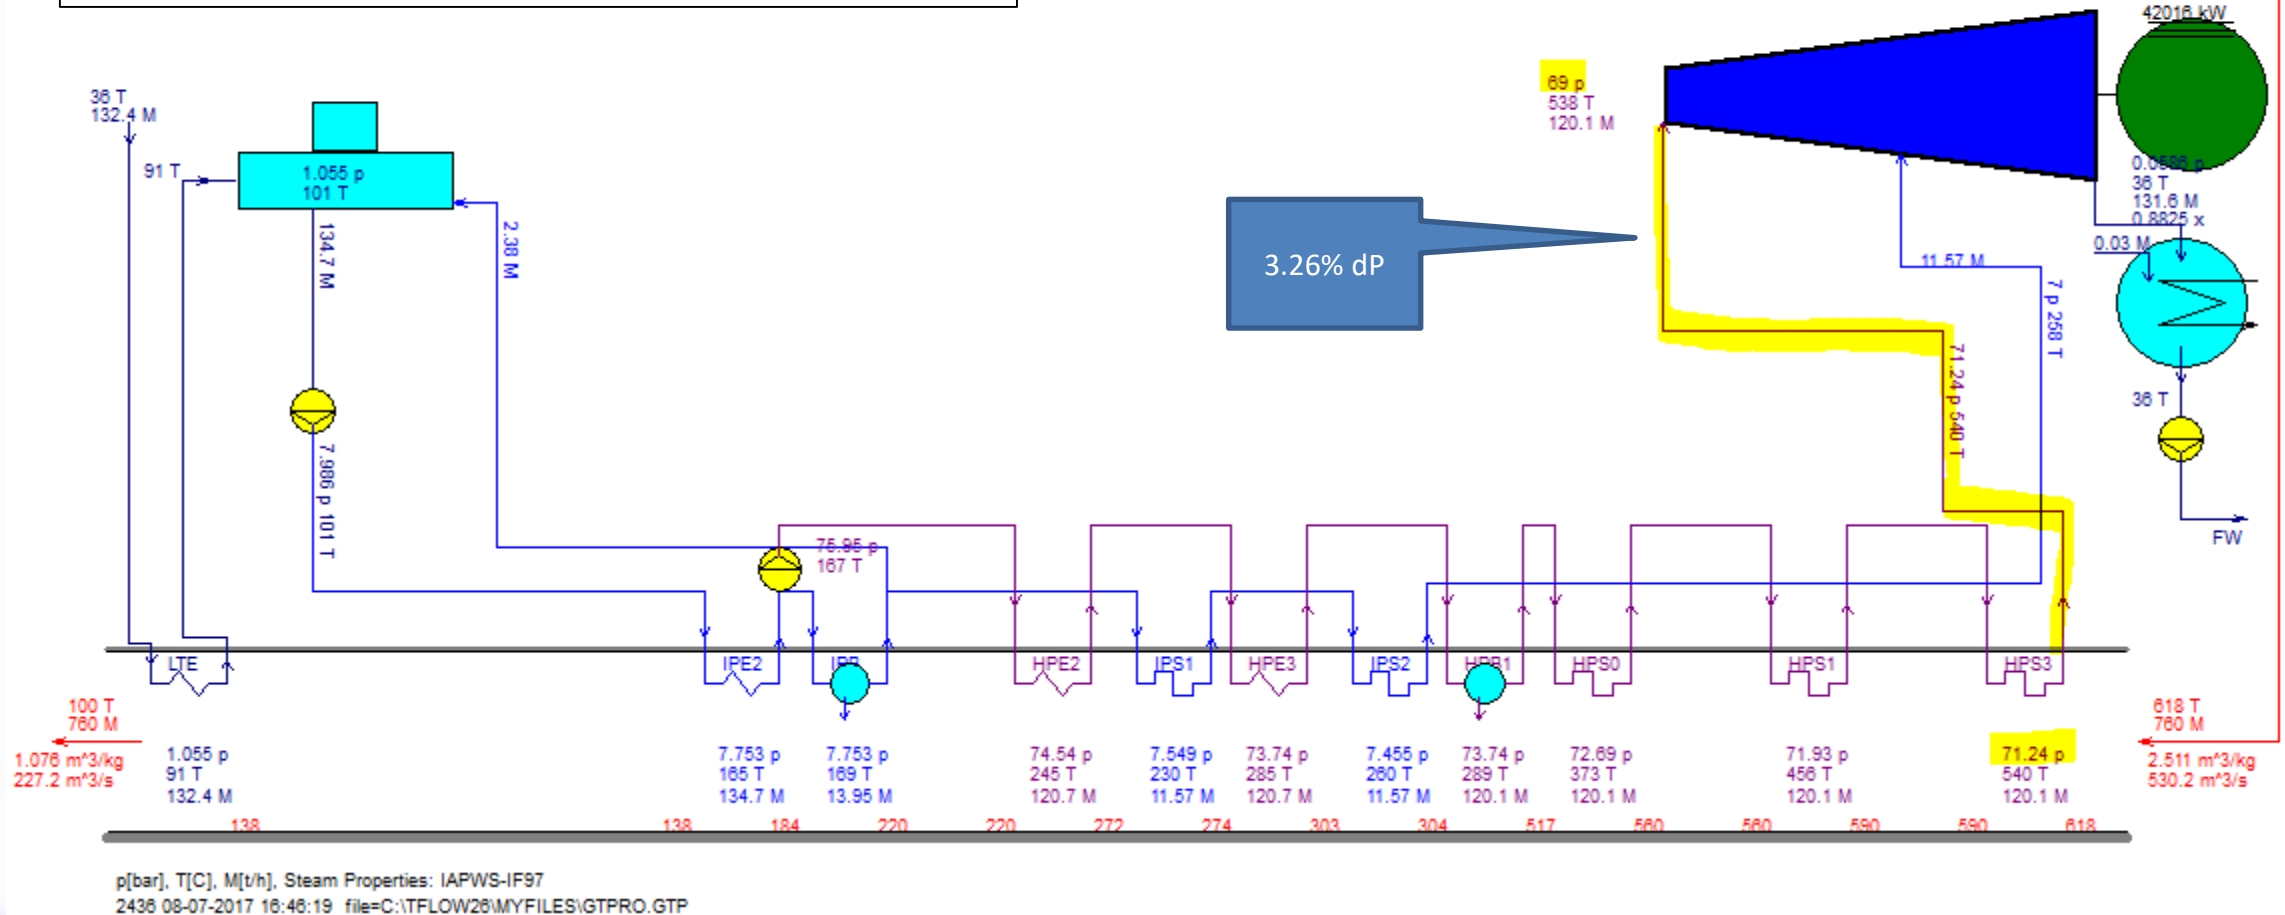 42016 kW
36 T
132.4 M
91 T
1.055 p
101 T
134.7 M
2.38 M
7.986 p 101 T
69 p
538 T
120.1 M
3.26% dP
0.0586 p
36 T
131.6 M
0.8825 x
0.03 M
11.57 M
7 p 258 T
71.24 p 540 T
36 T
FW
75.95 p
167 T
LTE
IPE2
IPB
HPE2
IPS1
HPE3
IPS2
HPB1
HPS0
HPS1
HPS3
100 T
760 M
1.076 m^3/kg
227.2 m^3/s
1.055 p
91 T
132.4 M
7.753 p
165 T
134.7 M
7.753 p
169 T
13.95 M
74.54 p
245 T
120.7 M
7.549 p
230 T
11.57 M
73.74 p
285 T
120.7 M
7.455 p
260 T
11.57 M
73.74 p
289 T
120.1 M
72.69 p
373 T
120.1 M
71.93 p
456 T
120.1 M
71.24 p
540 T
120.1 M
618 T
760 M
2.511 m^3/kg
530.2 m^3/s
138 138 184 220 220 272 274 303 304 517 560 560 590 590 618
p[bar], T[C], M[t/h], Steam Properties: IAPWS-IF97
2436 08-07-2017 16:46:19 file=C:\TFLOW26\MYFILES\GTPRO.GTP